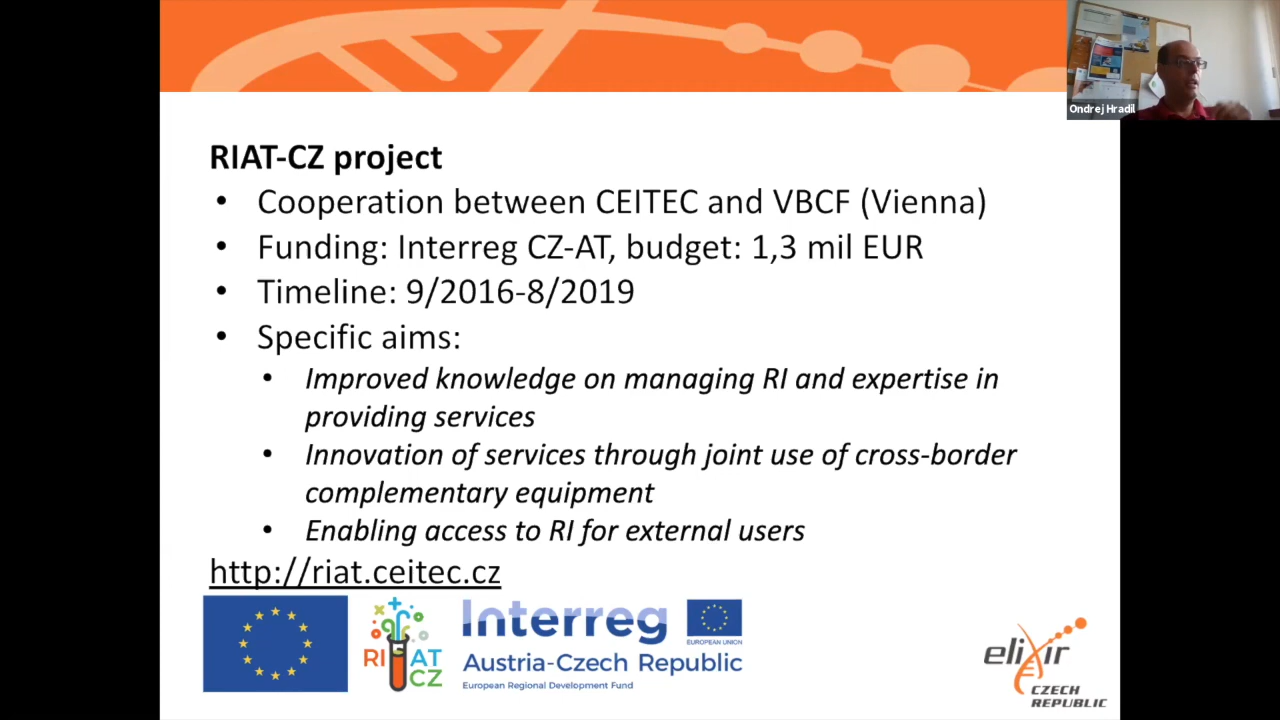 Ondrej Hradil
RIAT-CZ project
• Cooperation between CEITEC and VBCF (Vienna)
• Funding: Interreg CZ-AT, budget: 1,3 mil EUR
• Timeline: 9/2016-8/2019
• Specific aims:
• Improved knowledge on managing RI and expertise in
providing services
• Innovation of services through joint use of cross-border
complementary equipment
• Enabling access to RI for external users
http://riat.ceitec.cz
RI AT
CZ
Interreg
EUROPEAN UNION
Austria-Czech Republic
European Regional Development Fund
elixir
CZECH
REPUBLIC